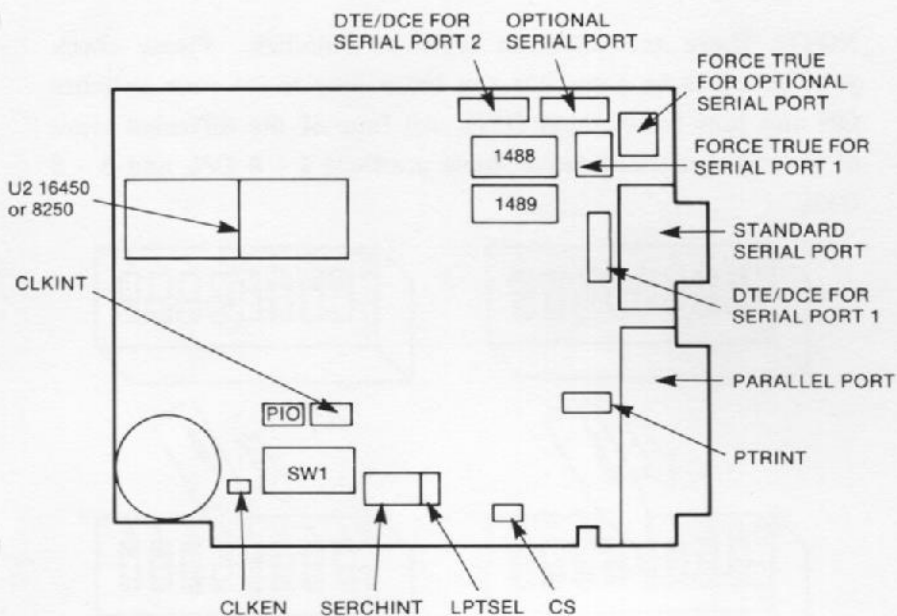 DTE/DCE FOR
SERIAL PORT 2
OPTIONAL
SERIAL PORT
FORCE TRUE
FOR OPTIONAL
SERIAL PORT
1488
FORCE TRUE FOR
SERIAL PORT 1
U2 16450
or 8250
1489
STANDARD
SERIAL PORT
CLKINT
DTE/DCE FOR
SERIAL PORT 1
PARALLEL PORT
PIO
PTRINT
SW1
CLKEN
SERCHINT
LPTSEL
CS